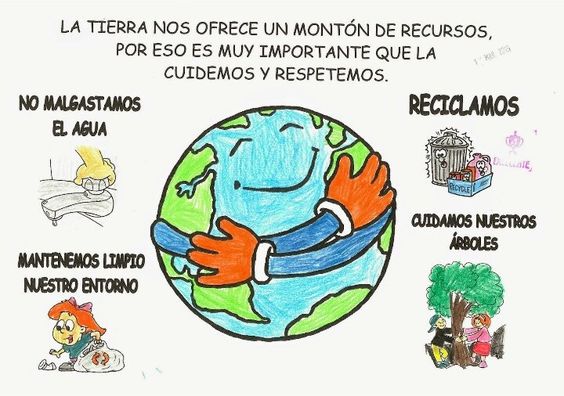 LA TIERRA NOS OFRECE UN MONTÓN DE RECURSOS,
POR ESO ES MUY IMPORTANTE QUE LA
CUIDEMOS Y RESPETEMOS.
NO MALGASTAMOS
EL AGUA
RECICLAMOS
RECYCLE
CUIDAMOS NUESTROS
ÁRBOLES
MANTENEMOS LIMPIO
NUESTRO ENTORNO